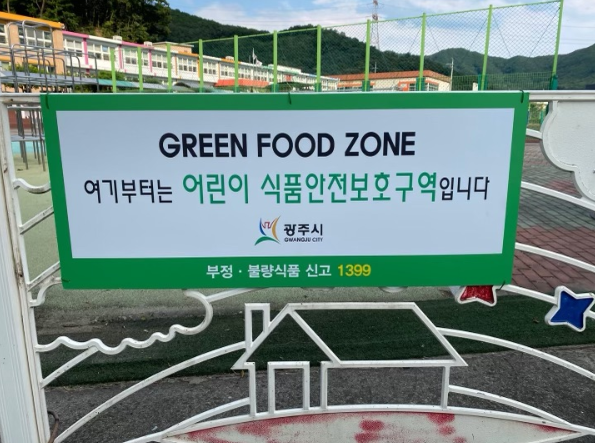 GREEN FOOD ZONE
여기부터는 어린이 식품안전보호구역입니다
광주시
GWANGJU CITY
부정·불량식품 신고 1399